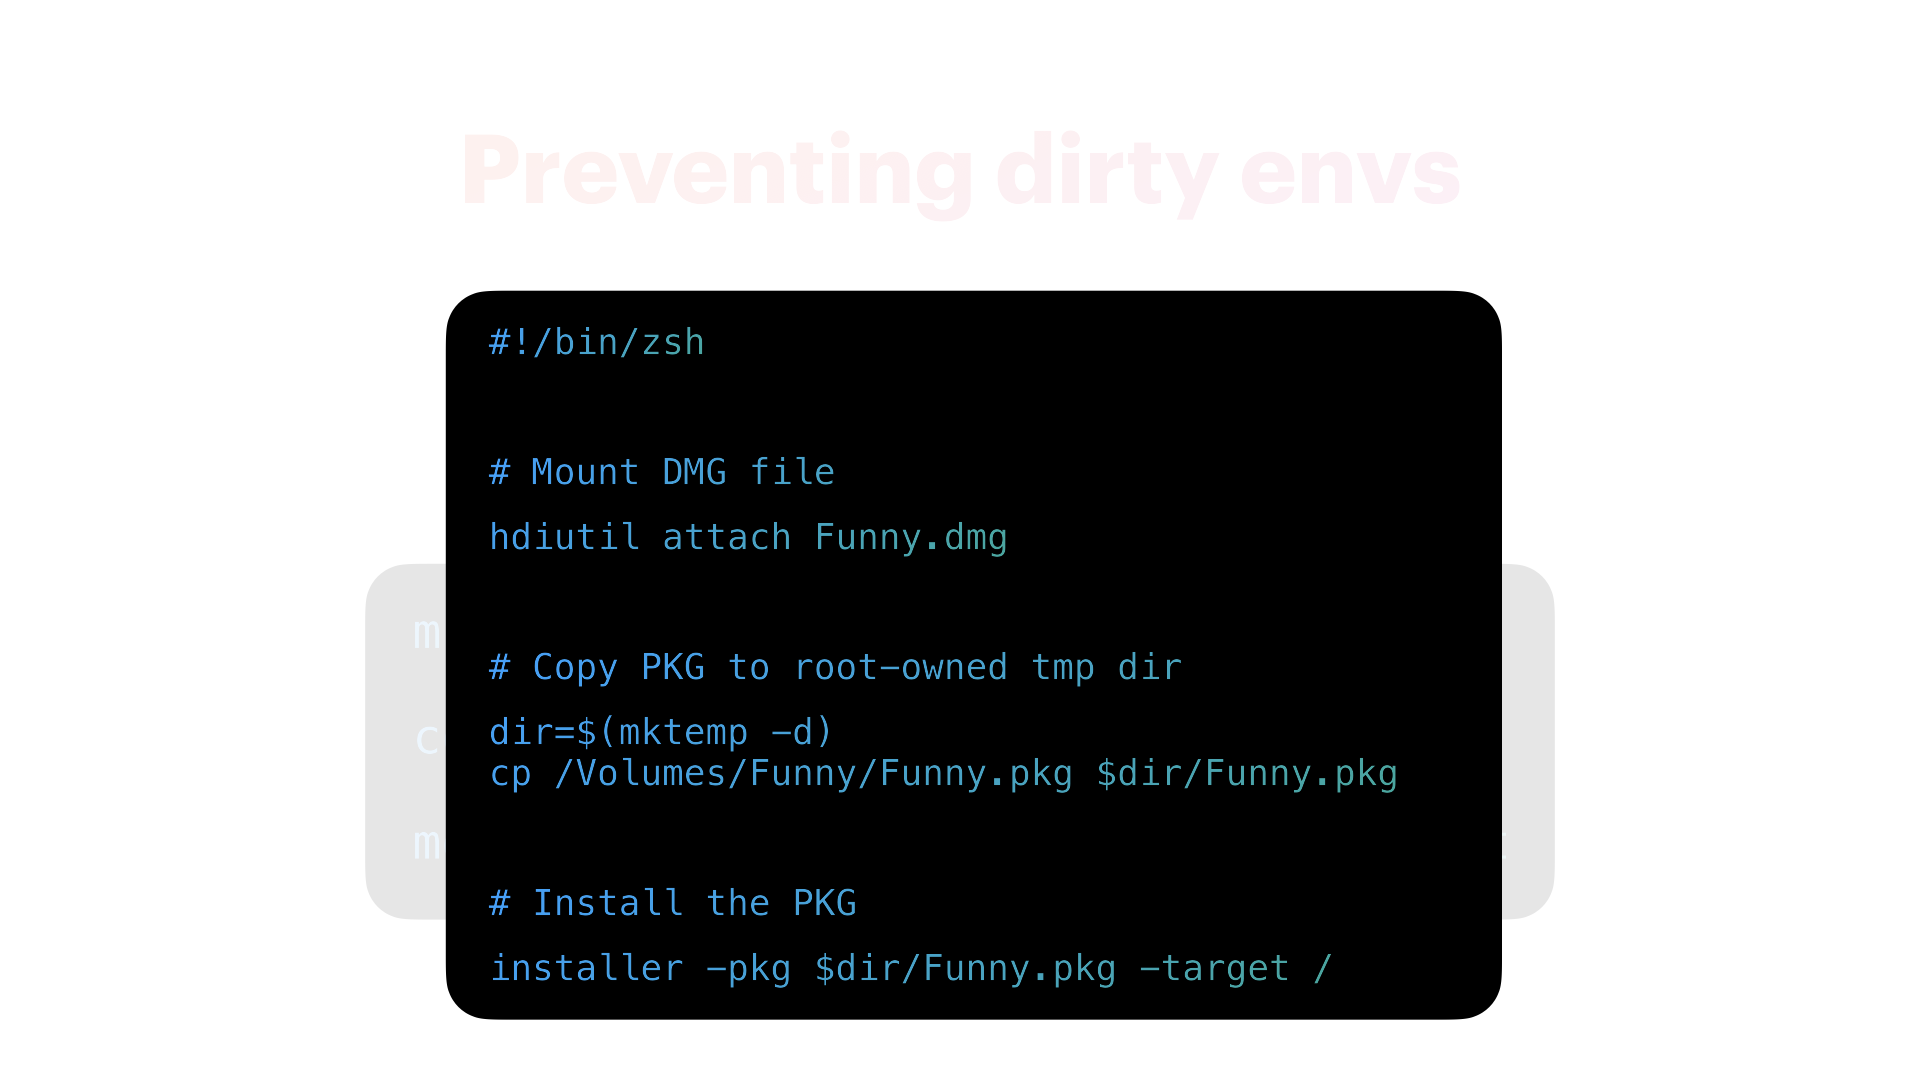 Preventing dirty envs
#!/bin/zsh
# Mount DMG file
hdiutil attach Funny.dmg
m
# Copy PKG to root-owned tmp dir
c
dir=$(mktemp -d)
cp /Volumes/Funny/Funny.pkg $dir/Funny.pkg
m
# Install the PKG
installer -pkg $dir/Funny.pkg -target /